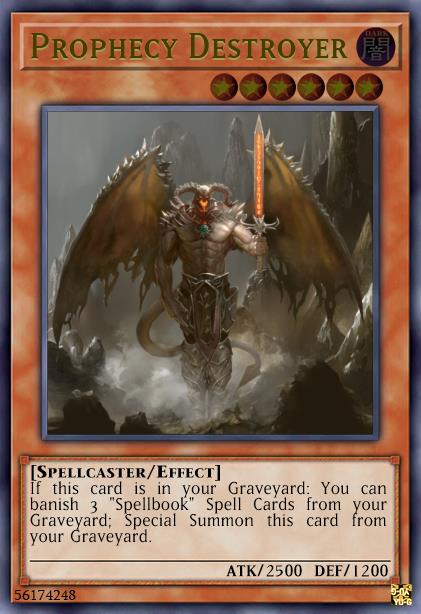 PROPHECY DESTROYER
DARK
闇
[SPELLCASTER/EFFECT]
If this card is in your Graveyard: You can
banish 3 "Spellbook" Spell Cards from your
Graveyard; Special Summon this card from
your Graveyard.
ATK/2500 DEF/1200
56174248